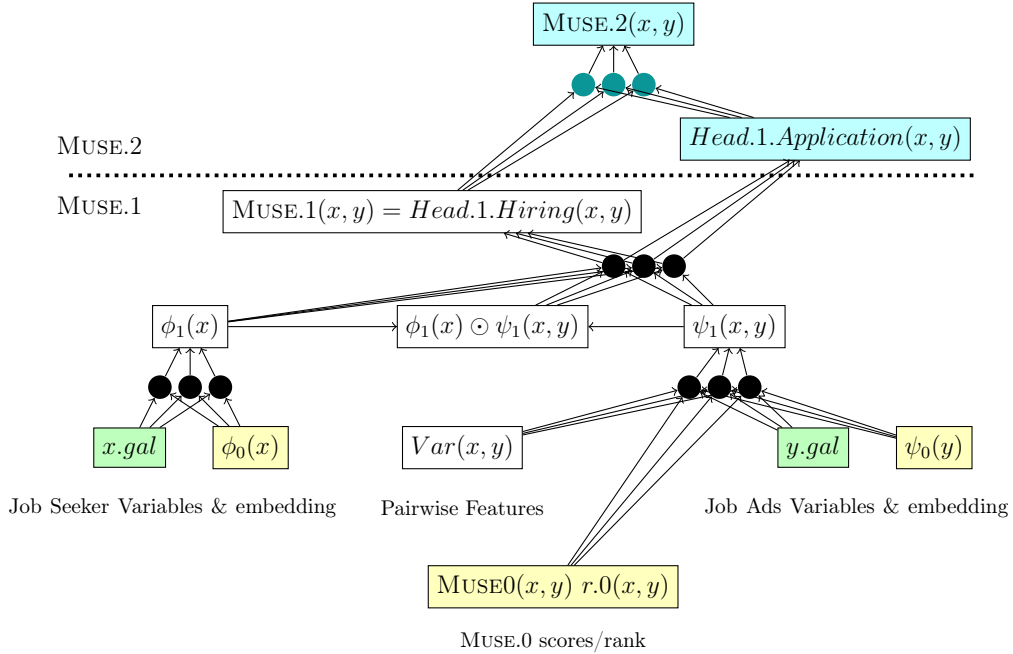 MUSE.2(x, y)
Head.1.Application(x, y)
MUSE.2
MUSE.1
MUSE.1(x, y) = Head.1.Hiring(x, y)
ϕ₁(x)
ϕ₁(x) ⊙ ψ₁(x, y)
ψ₁(x, y)
x.gal
ϕ₀(x)
Var(x, y)
y.gal
ψ₀(y)
Job Seeker Variables & embedding
Pairwise Features
Job Ads Variables & embedding
MUSE0(x, y) r.0(x, y)
MUSE.0 scores/rank